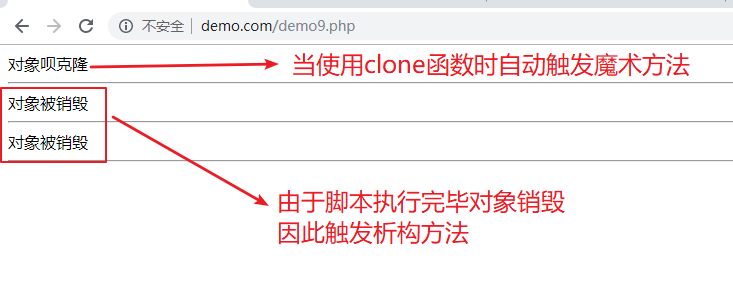 不安全 demo.com/demo9.php
对象呗克隆 当使用clone函数时自动触发魔术方法
对象被销毁
对象被销毁
由于脚本执行完毕对象销毁
因此触发析构方法